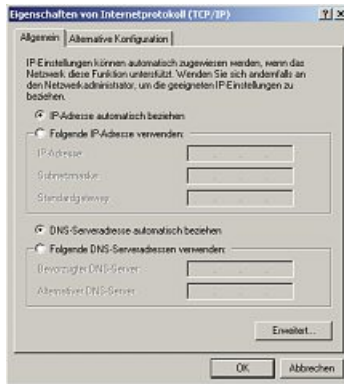 Eigenschaften von Internetprotokoll (TCP/IP)
Allgemein
Alternative Konfiguration
IP-Einstellungen können automatisch zugewiesen werden, wenn das
Netzwerk diese Funktion unterstützt. Wenden Sie sich andernfalls an
den Netzwerkadministrator, um die geeigneten IP-Einstellungen zu
beziehen.
IP-Adresse automatisch beziehen
Folgende IP-Adresse verwenden:
IP-Adresse:
Subnetzmaske:
Standardgateway:
DNS-Serveradresse automatisch beziehen
Folgende DNS-Serveradressen verwenden:
Bevorzugter DNS-Server:
Alternativer DNS-Server:
Erweitert...
OK
Abbrechen